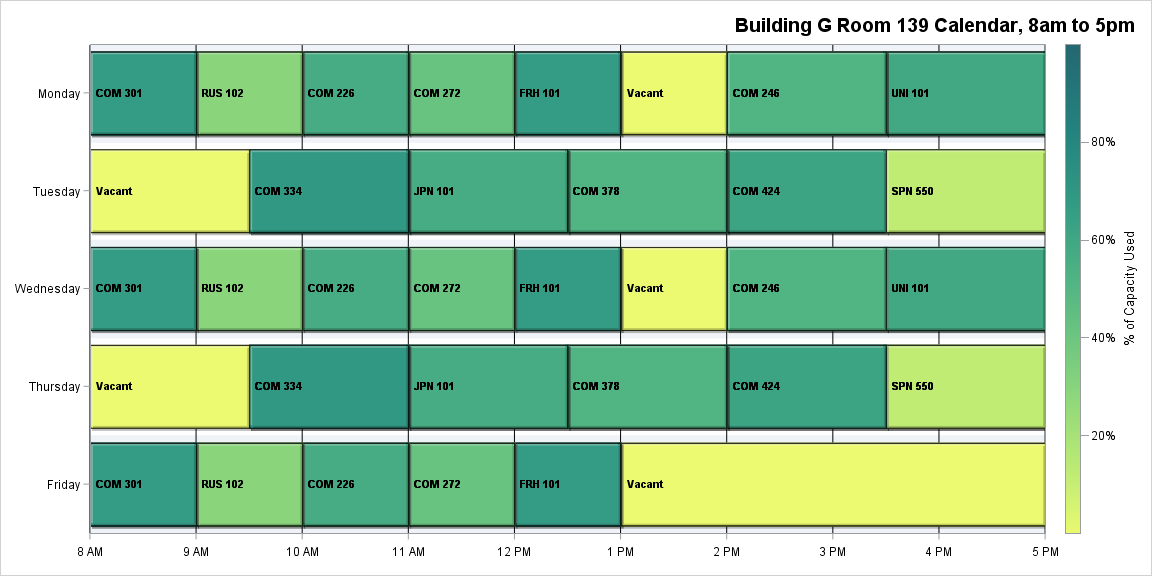 Building G Room 139 Calendar, 8am to 5pm
Monday
COM 301
RUS 102
COM 226
COM 272
FRH 101
Vacant
COM 246
UNI 101
Tuesday
Vacant
COM 334
JPN 101
COM 378
COM 424
SPN 550
Wednesday
COM 301
RUS 102
COM 226
COM 272
FRH 101
Vacant
COM 246
UNI 101
Thursday
Vacant
COM 334
JPN 101
COM 378
COM 424
SPN 550
Friday
COM 301
RUS 102
COM 226
COM 272
FRH 101
Vacant
8 AM
9 AM
10 AM
11 AM
12 PM
1 PM
2 PM
3 PM
4 PM
5 PM
80%
60%
40%
20%
% of Capacity Used